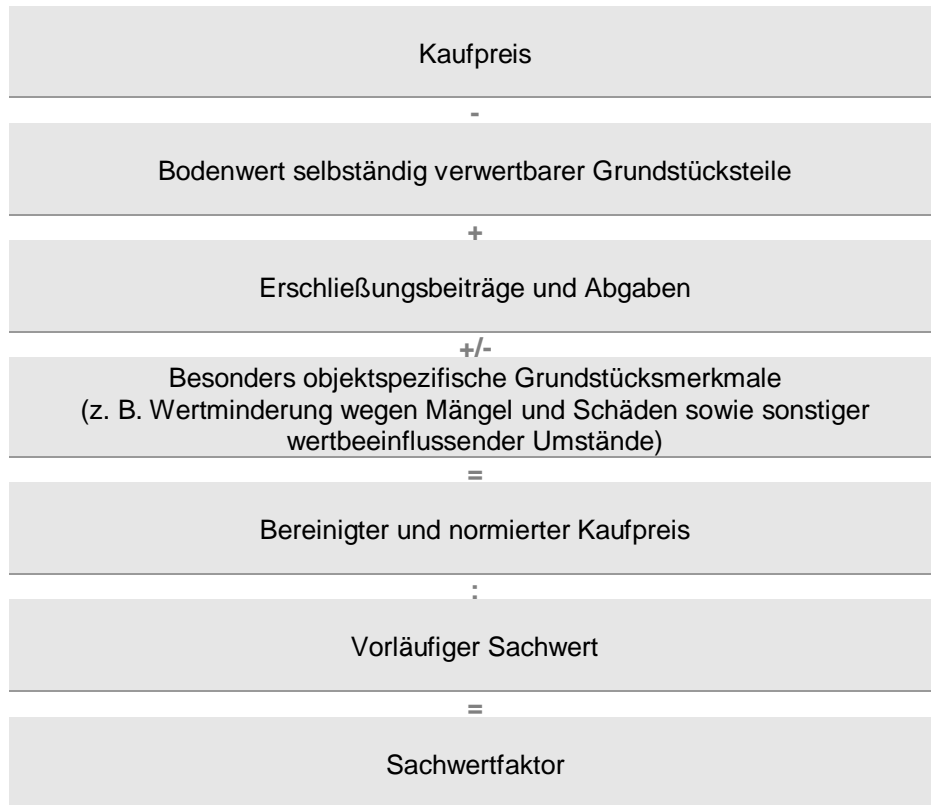 Kaufpreis
-
Bodenwert selbständig verwertbarer Grundstücksteile
+
Erschließungsbeiträge und Abgaben
+/-
Besonders objektspezifische Grundstücksmerkmale
(z. B. Wertminderung wegen Mängel und Schäden sowie sonstiger
wertbeeinflussender Umstände)
=
Bereinigter und normierter Kaufpreis
:
Vorläufiger Sachwert
=
Sachwertfaktor